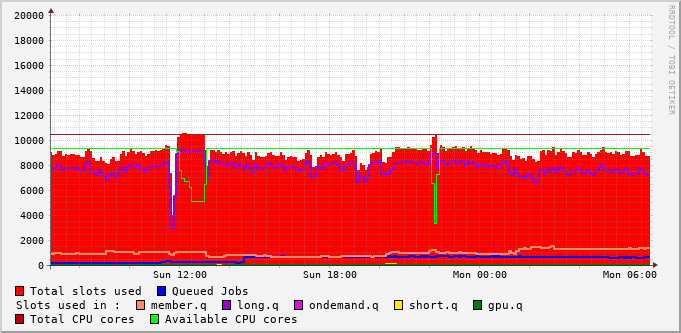 RRDTOOL / TOBI OETIKER
20000
18000
16000
14000
12000
10000
8000
6000
4000
2000
0
Sun 12:00 Sun 18:00 Mon 00:00 Mon 06:00
Total slots used Queued Jobs
Slots used in : member.q long.q ondemand.q short.q gpu.q
Total CPU cores Available CPU cores